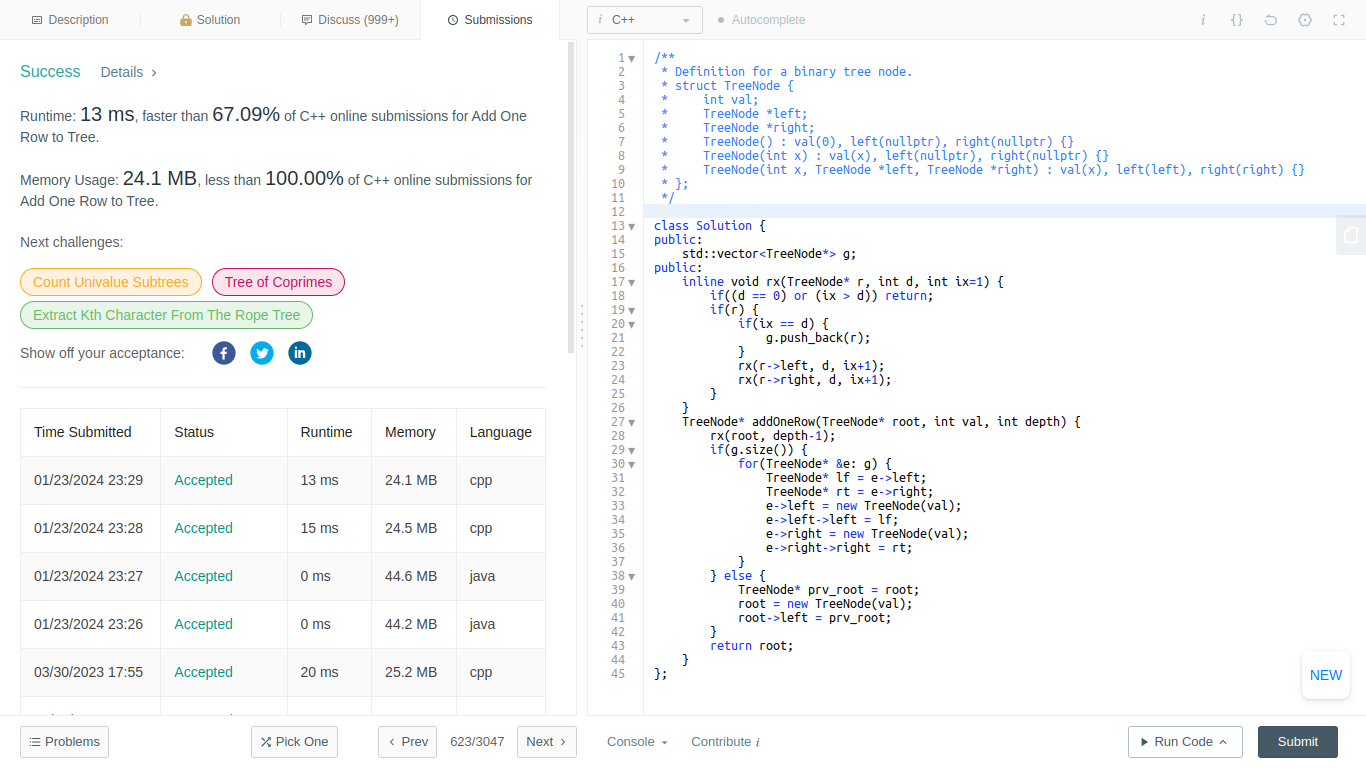 Description
Solution
Discuss (999+)
Submissions
i C++
Autocomplete
i {}
Success
Details
Runtime: 13 ms, faster than 67.09% of C++ online submissions for Add One
Row to Tree.
Memory Usage: 24.1 MB, less than 100.00% of C++ online submissions for
Add One Row to Tree.
Next challenges:
Count Univalue Subtrees
Tree of Coprimes
Extract Kth Character From The Rope Tree
Show off your acceptance:
Time Submitted Status Runtime Memory Language
01/23/2024 23:29 Accepted 13 ms 24.1 MB cpp
01/23/2024 23:28 Accepted 15 ms 24.5 MB cpp
01/23/2024 23:27 Accepted 0 ms 44.6 MB java
01/23/2024 23:26 Accepted 0 ms 44.2 MB java
03/30/2023 17:55 Accepted 20 ms 25.2 MB cpp
1 /**
2  * Definition for a binary tree node.
3  * struct TreeNode {
4  *     int val;
5  *     TreeNode *left;
6  *     TreeNode *right;
7  *     TreeNode() : val(0), left(nullptr), right(nullptr) {}
8  *     TreeNode(int x) : val(x), left(nullptr), right(nullptr) {}
9  *     TreeNode(int x, TreeNode *left, TreeNode *right) : val(x), left(left), right(right) {}
10  * };
11  */
12
13 class Solution {
14 public:
15     std::vector<TreeNode*> g;
16 public:
17     inline void rx(TreeNode* r, int d, int ix=1) {
18         if((d == 0) or (ix > d)) return;
19         if(r) {
20             if(ix == d) {
21                 g.push_back(r);
22             }
23             rx(r->left, d, ix+1);
24             rx(r->right, d, ix+1);
25         }
26     }
27     TreeNode* addOneRow(TreeNode* root, int val, int depth) {
28         rx(root, depth-1);
29         if(g.size()) {
30             for(TreeNode* &e: g) {
31                 TreeNode* lf = e->left;
32                 TreeNode* rt = e->right;
33                 e->left = new TreeNode(val);
34                 e->left->left = lf;
35                 e->right = new TreeNode(val);
36                 e->right->right = rt;
37             }
38         } else {
39             TreeNode* prv_root = root;
40             root = new TreeNode(val);
41             root->left = prv_root;
42         }
43         return root;
44     }
45 };
NEW
Problems
Pick One
Prev
623/3047
Next
Console
Contribute i
Run Code
Submit